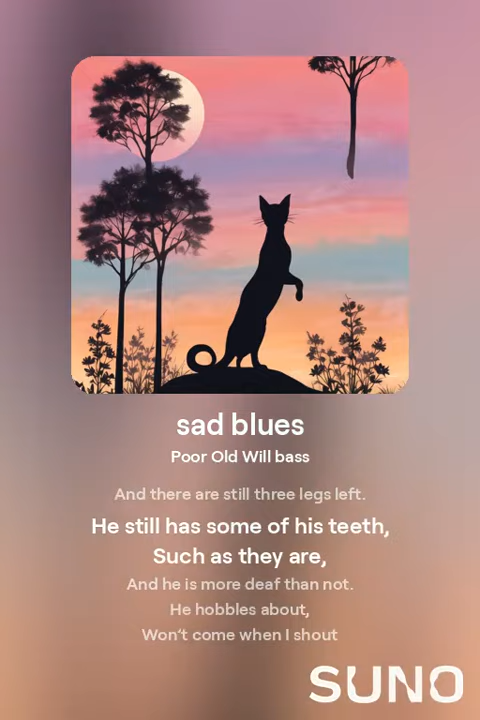 sad blues
Poor Old Will bass
And there are still three legs left.
He still has some of his teeth,
Such as they are,
And he is more deaf than not.
He hobbles about,
Won't come when I shout
SUNO